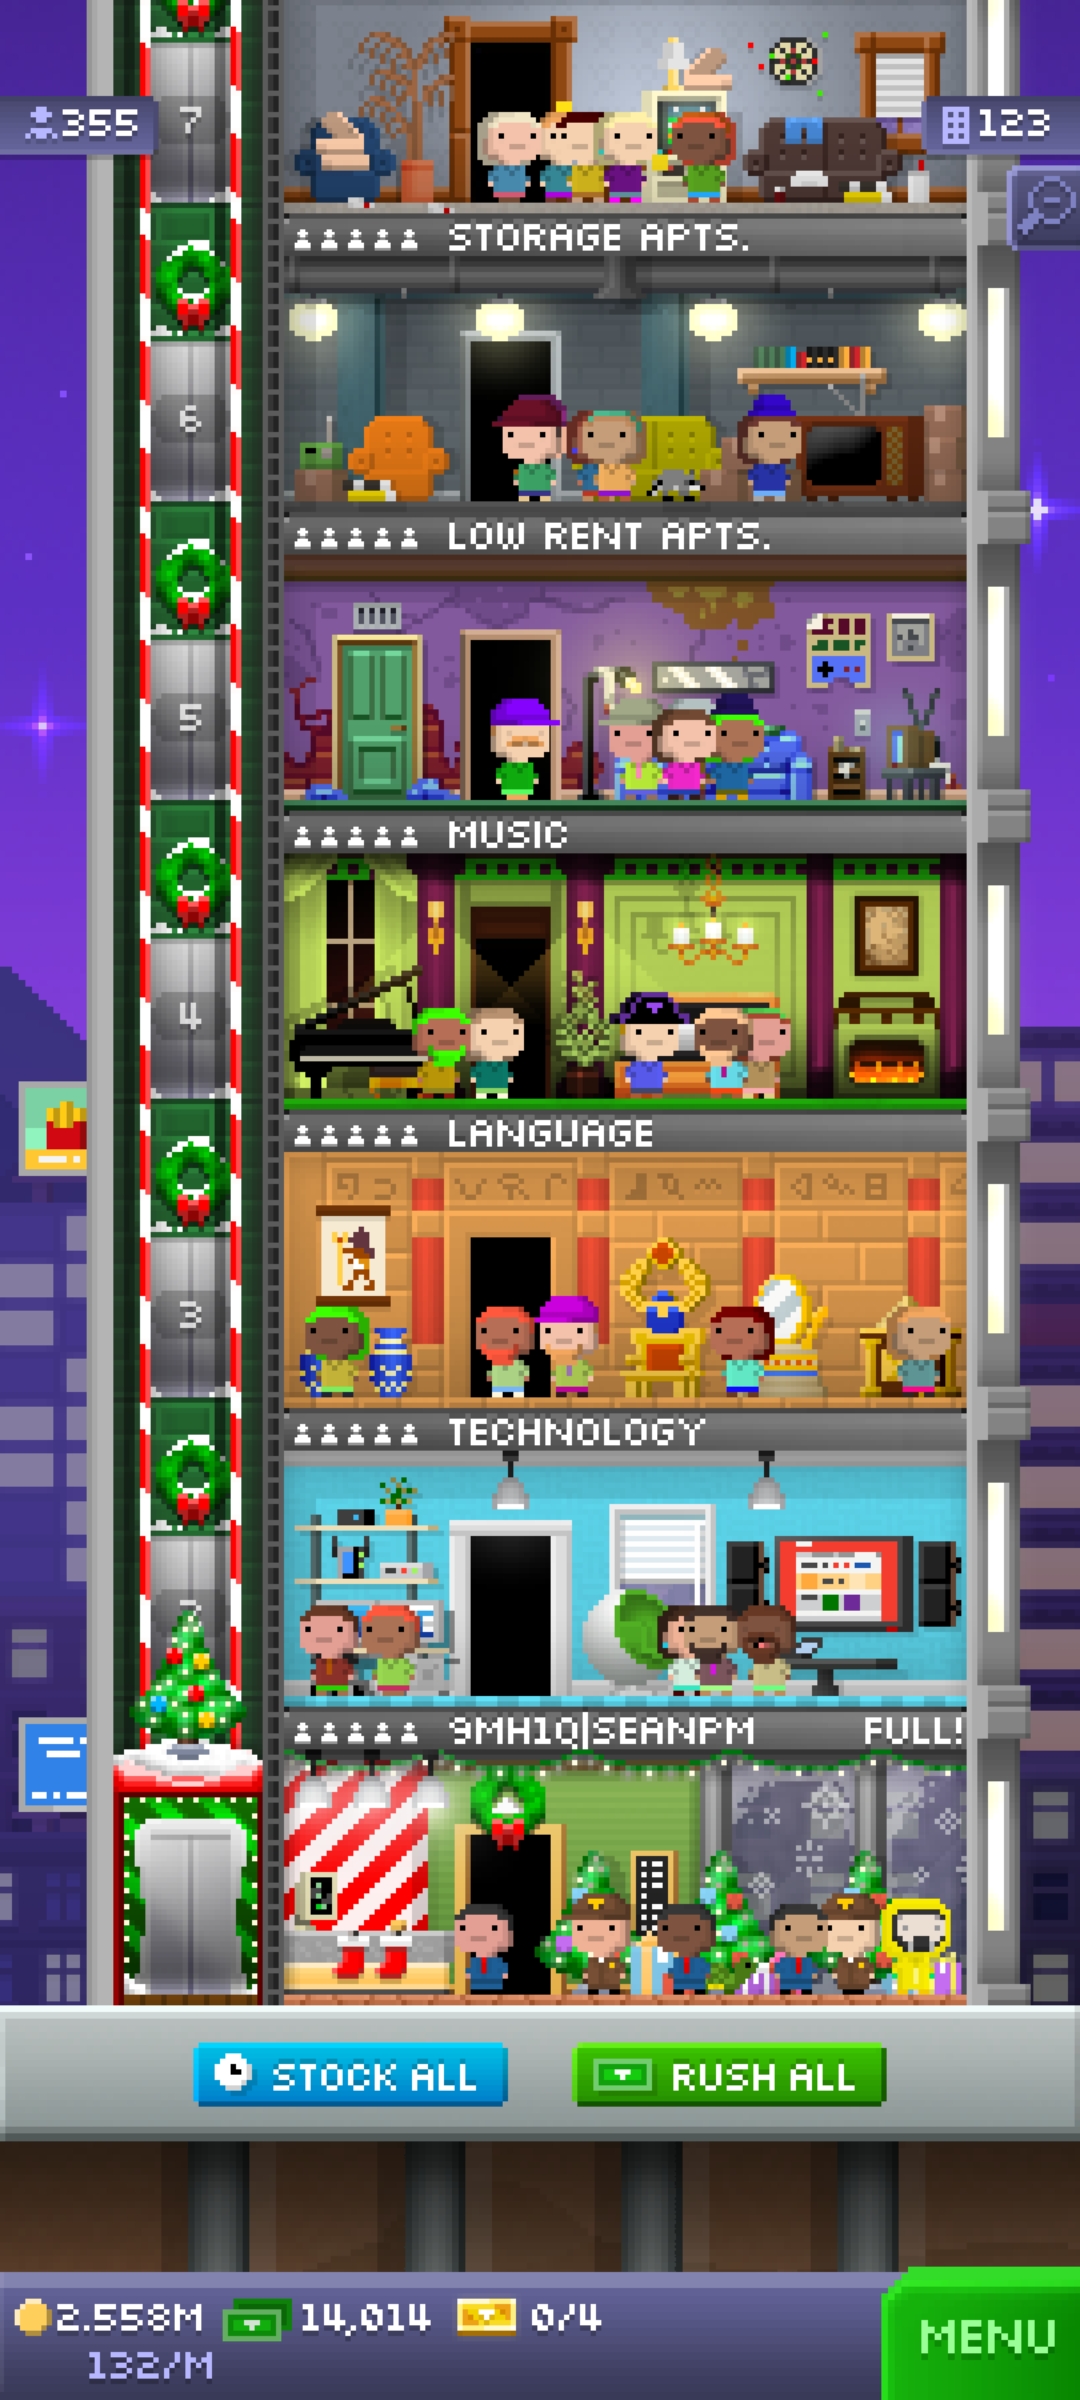 7
355
123
STORAGE APTS.
6
LOW RENT APTS.
5
MUSIC
4
LANGUAGE
3
TECHNOLOGY
9MH1Q|SEANPM FULL!
STOCK ALL
RUSH ALL
2.558M
14,014
0/4
132/M
MENU